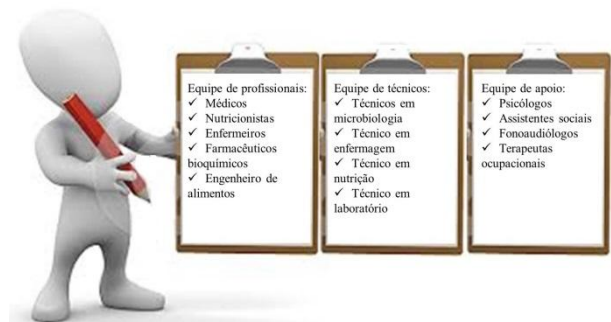 Equipe de profissionais:
✓ Médicos
✓ Nutricionistas
✓ Enfermeiros
✓ Farmacêuticos
bioquímicos
✓ Engenheiro de
alimentos
Equipe de técnicos:
✓ Técnicos em
microbiologia
✓ Técnico em
enfermagem
✓ Técnico em
nutrição
✓ Técnico em
laboratório
Equipe de apoio:
✓ Psicólogos
✓ Assistentes sociais
✓ Fonoaudiólogos
✓ Terapeutas
ocupacionais